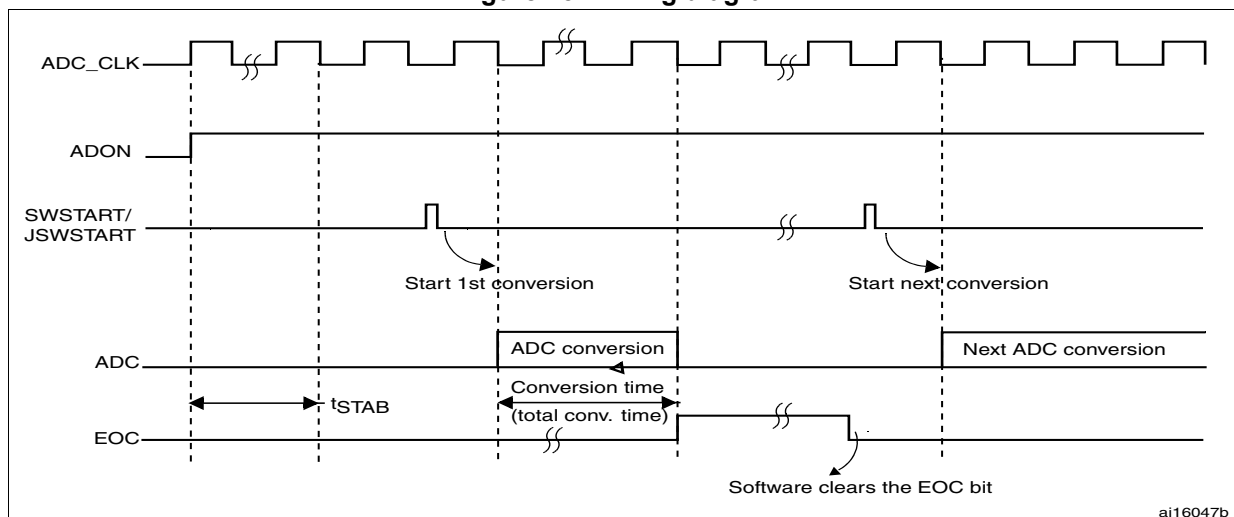 ADC_CLK
ADON
SWSTART/
JSWSTART
Start 1st conversion
Start next conversion
ADC
ADC conversion
Next ADC conversion
Conversion time
(total conv. time)
tSTAB
EOC
Software clears the EOC bit
ai16047b